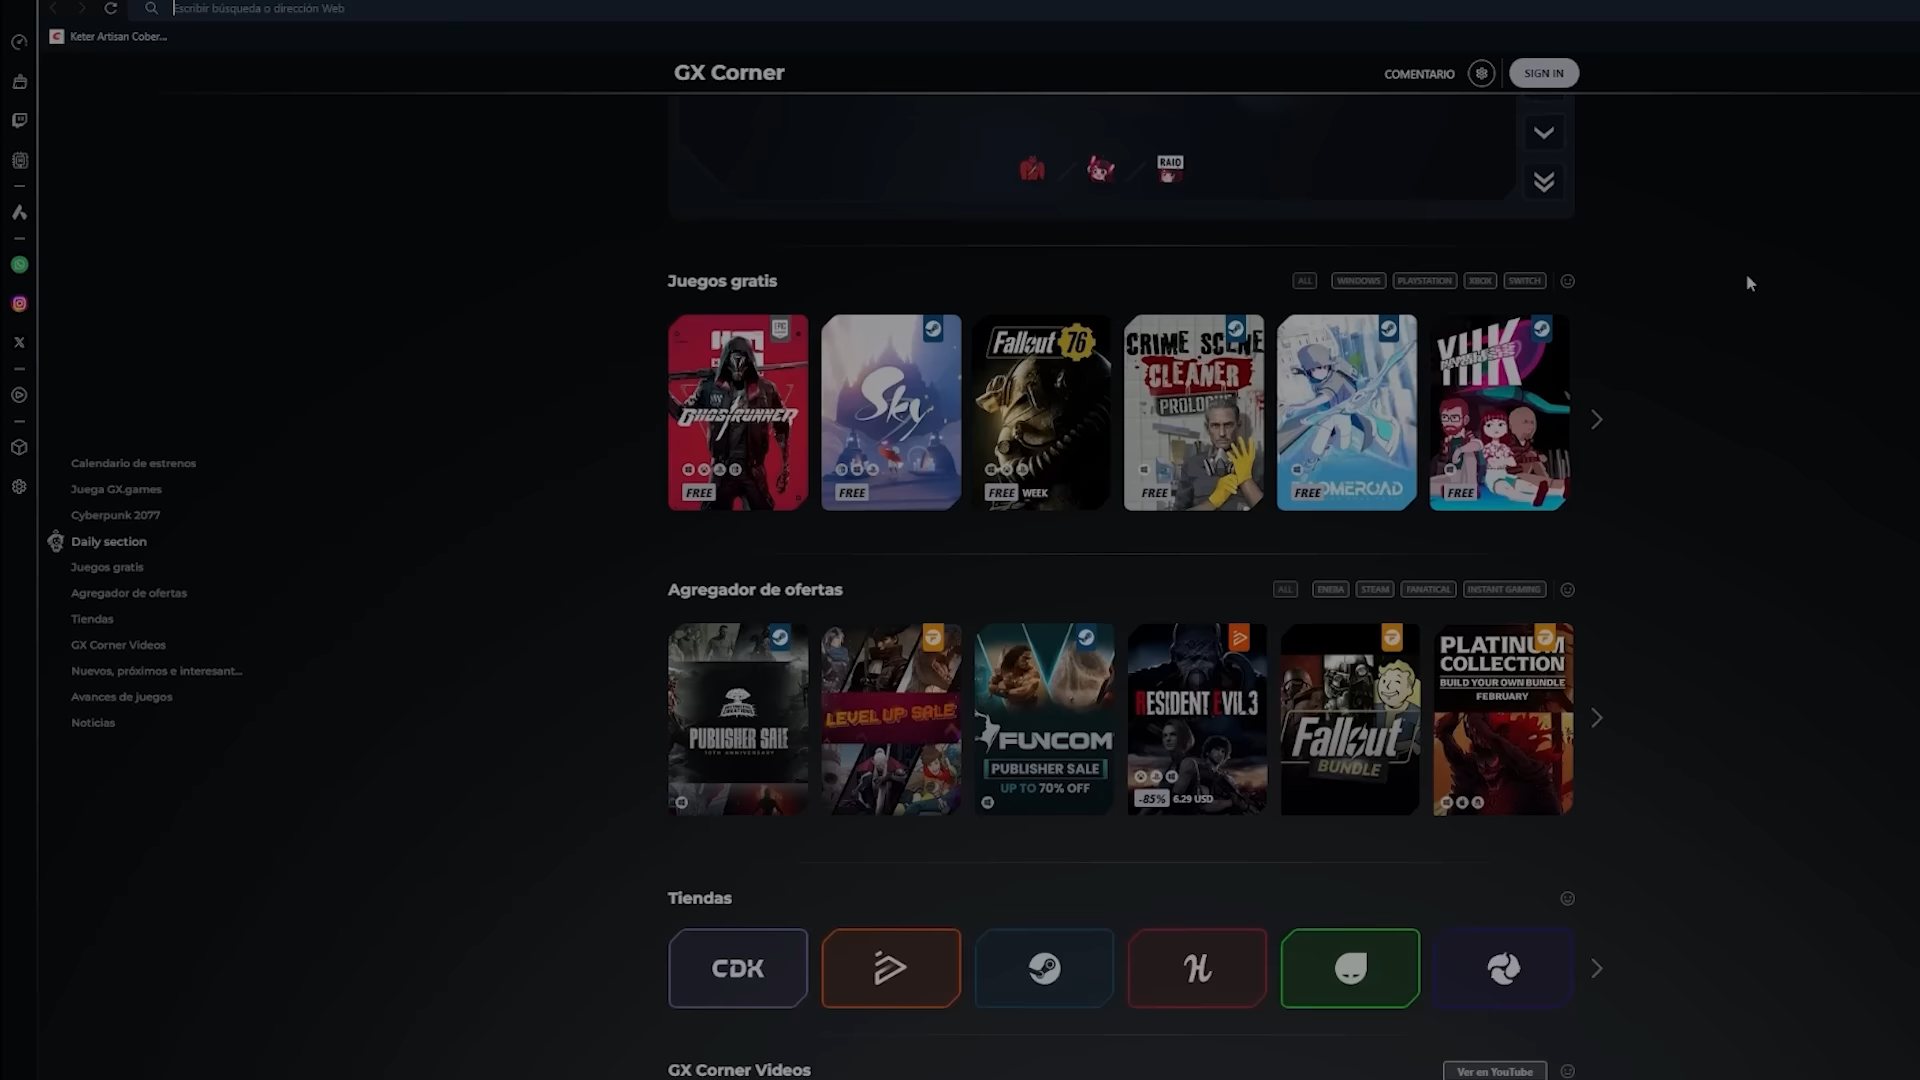 Escribir búsqueda o dirección Web
Keter Artisan Cober...
GX Corner
COMENTARIO
SIGN IN
RAID
Juegos gratis
ALL
WINDOWS
PLAYSTATION
XBOX
SWITCH
EPIC
GHOSTRUNNER
FREE
Sky
FREE
Fallout 76
FREE WEEK
CRIME SCENE
CLEANER
PROLOGUE
FREE
FREE
YIIK
FREE
Calendario de estrenos
Juega GX.games
Cyberpunk 2077
Daily section
Juegos gratis
Agregador de ofertas
Tiendas
GX Corner Videos
Nuevos, próximos e interesant...
Avances de juegos
Noticias
Agregador de ofertas
ALL
ENEBA
STEAM
FANATICAL
INSTANT GAMING
PUBLISHER SALE
10TH ANNIVERSARY
LEVEL UP SALE
FUNCOM
PUBLISHER SALE
UP TO 70% OFF
RESIDENT EVIL 3
-85% 6.29 USD
Fallout
BUNDLE
PLATINUM
COLLECTION
BUILD YOUR OWN BUNDLE
FEBRUARY
Tiendas
CDK
H
GX Corner Videos
Ver en YouTube